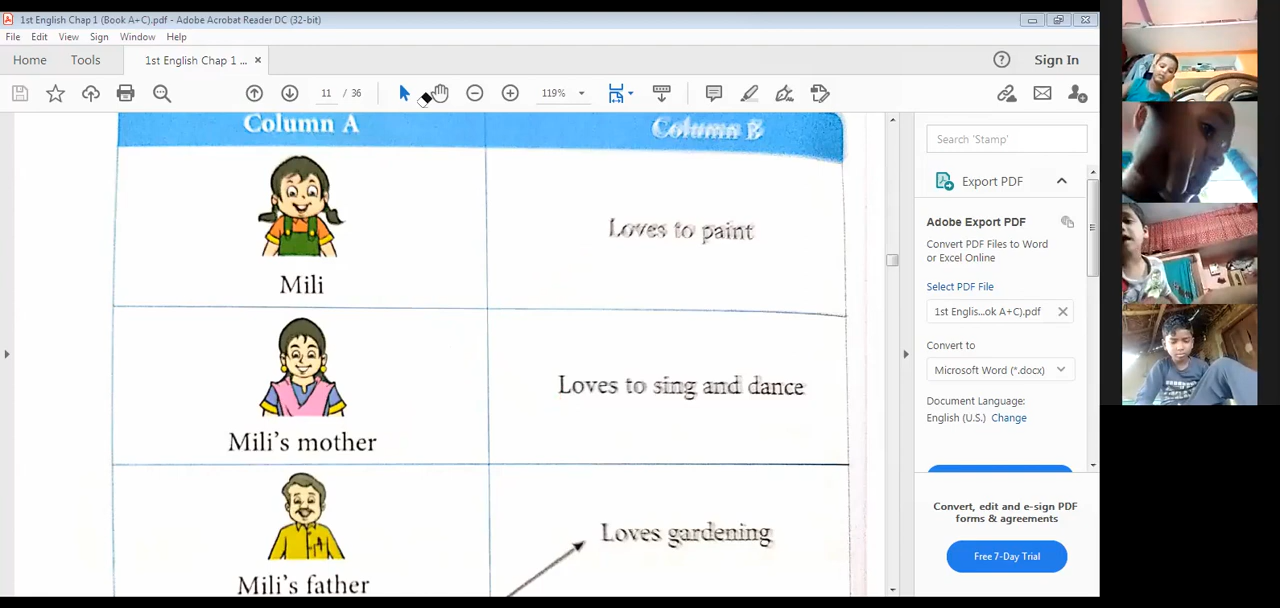 1st English Chap 1 (Book A+C).pdf - Adobe Acrobat Reader DC (32-bit)
File Edit View Sign Window Help
Home Tools 1st English Chap 1 ... × Sign In
11 / 36 119%
Column A Column B
Loves to paint
Mili
Loves to sing and dance
Mili's mother
Loves gardening
Mili's father
Search 'Stamp'
Export PDF
Adobe Export PDF
Convert PDF Files to Word
or Excel Online
Select PDF File
1st Englis...ok A+C).pdf
Convert to
Microsoft Word (*.docx)
Document Language:
English (U.S.) Change
Convert, edit and e-sign PDF
forms & agreements
Free 7-Day Trial